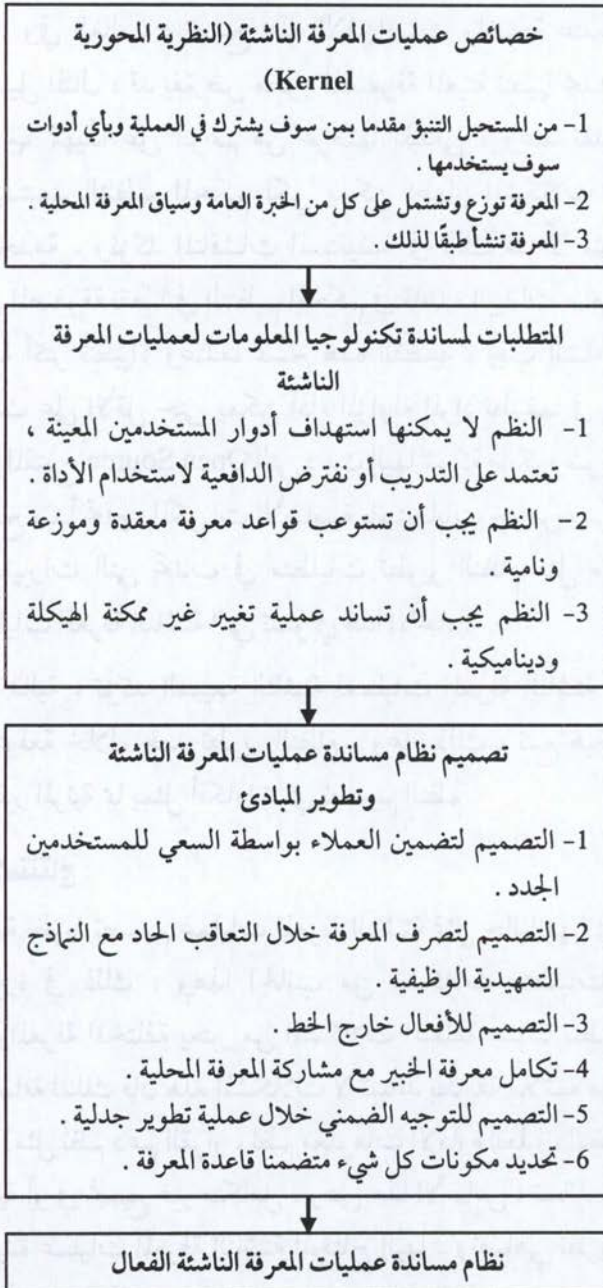 خصائص عمليات المعرفة الناشئة (النظرية المحورية
Kernel)
1- من المستحيل التنبؤ مقدما بمن سوف يشترك في العملية وبأي أدوات
سوف يستخدمها .
2- المعرفة توزع وتشتمل على كل من الخبرة العامة وسياق المعرفة المحلية .
3- المعرفة تنشأ طبقًا لذلك .
المتطلبات لمساندة تكنولوجيا المعلومات لعمليات المعرفة
الناشئة
1- النظم لا يمكنها استهداف أدوار المستخدمين المعينة ،
تعتمد على التدريب أو نفترض الدافعية لاستخدام الأداة .
2- النظم يجب أن تستوعب قواعد معرفة معقدة وموزعة
ونامية .
3- النظم يجب أن تساند عملية تغيير غير ممكنة الهيكلة
وديناميكية .
تصميم نظام مساندة عمليات المعرفة الناشئة
وتطوير المبادئ
1- التصميم لتضمين العملاء بواسطة السعي للمستخدمين
الجدد .
2- التصميم لتصرف المعرفة خلال التعاقب الحاد مع النماذج
التمهيدية الوظيفية .
3- التصميم للأفعال خارج الخط .
4- تكامل معرفة الخبير مع مشاركة المعرفة المحلية .
5- التصميم للتوجيه الضمني خلال عملية تطوير جدلية .
6- تحديد مكونات كل شيء متضمنا قاعدة المعرفة .
نظام مساندة عمليات المعرفة الناشئة الفعال